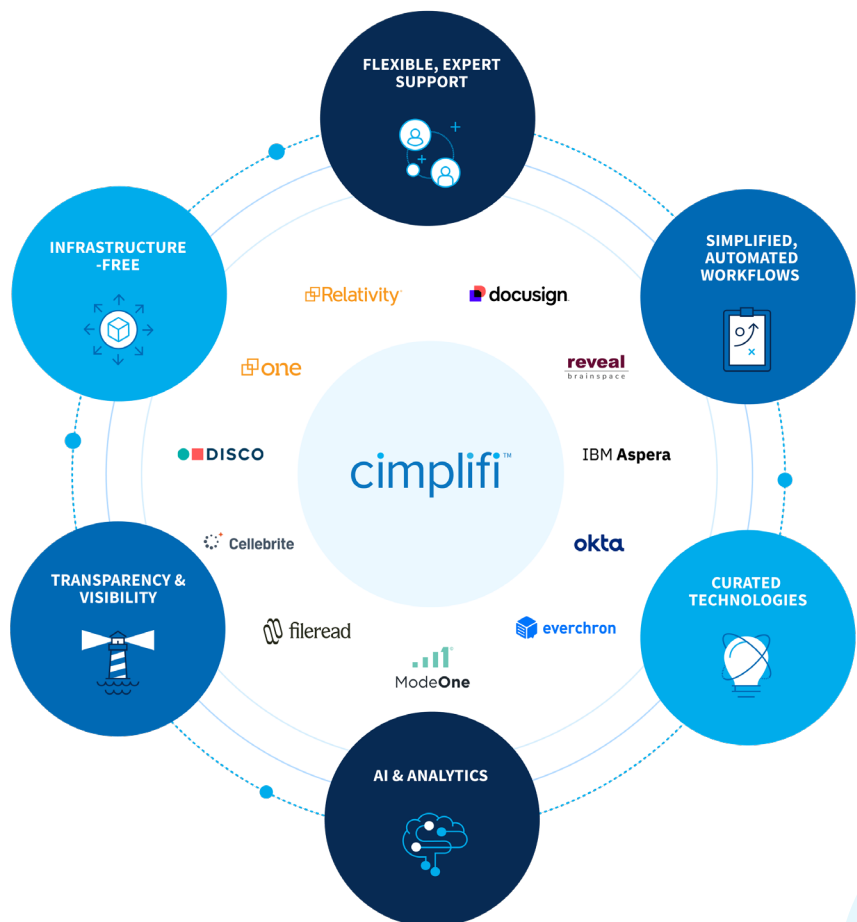 FLEXIBLE, EXPERT
SUPPORT
INFRASTRUCTURE
-FREE
SIMPLIFIED,
AUTOMATED
WORKFLOWS
Relativity
docusign
one
reveal
brainspace
DISCO
cimplifi™
IBM Aspera
Cellebrite
okta
TRANSPARENCY &
VISIBILITY
CURATED
TECHNOLOGIES
fileread
everchron
ModeOne
AI & ANALYTICS